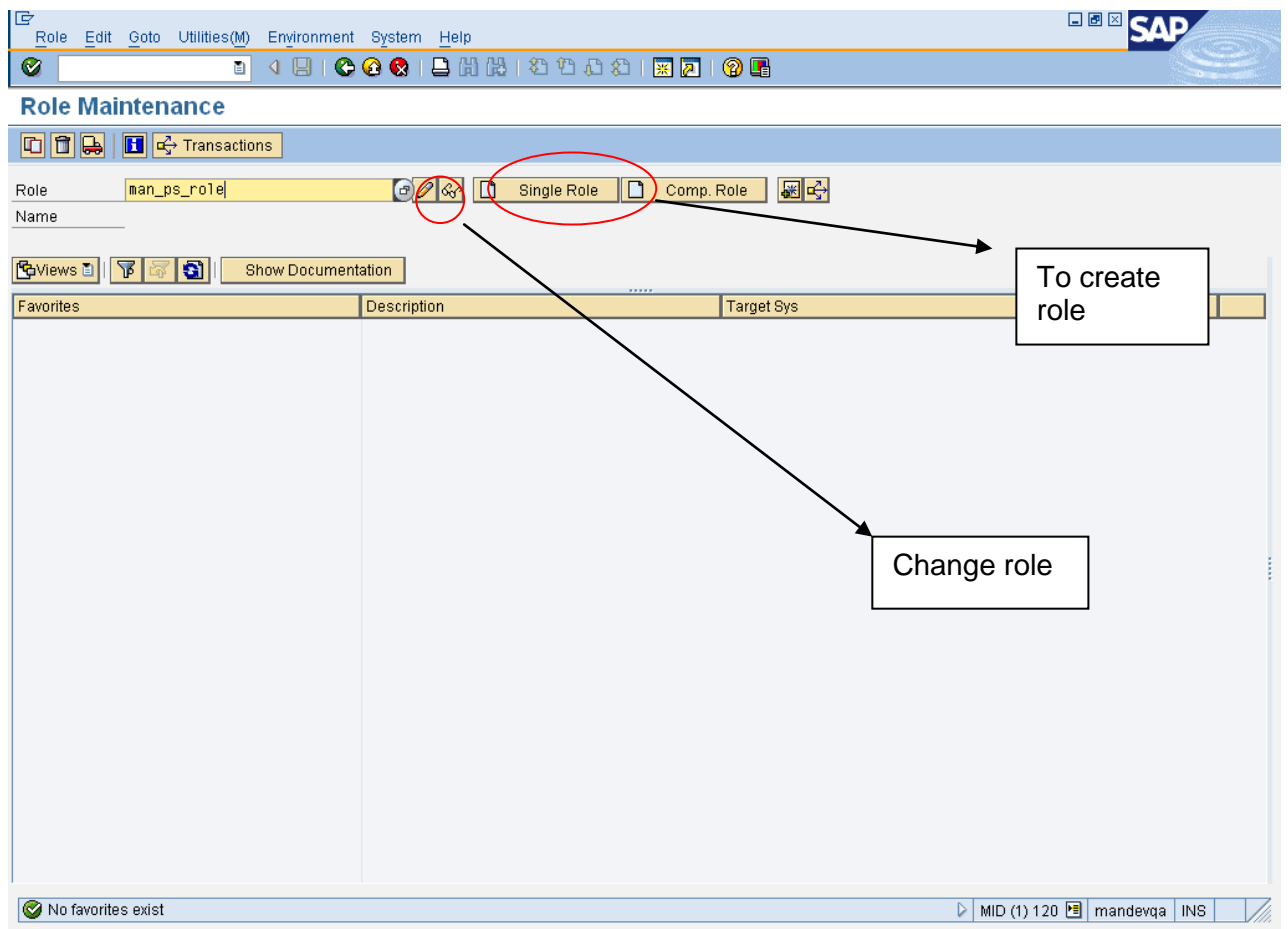 Role Edit Goto Utilities(M) Environment System Help
SAP
Role Maintenance
Transactions
Role man_ps_role Single Role Comp. Role
Name
Views Show Documentation
To create
role
Favorites Description Target Sys
Change role
No favorites exist MID (1) 120 mandevqa INS